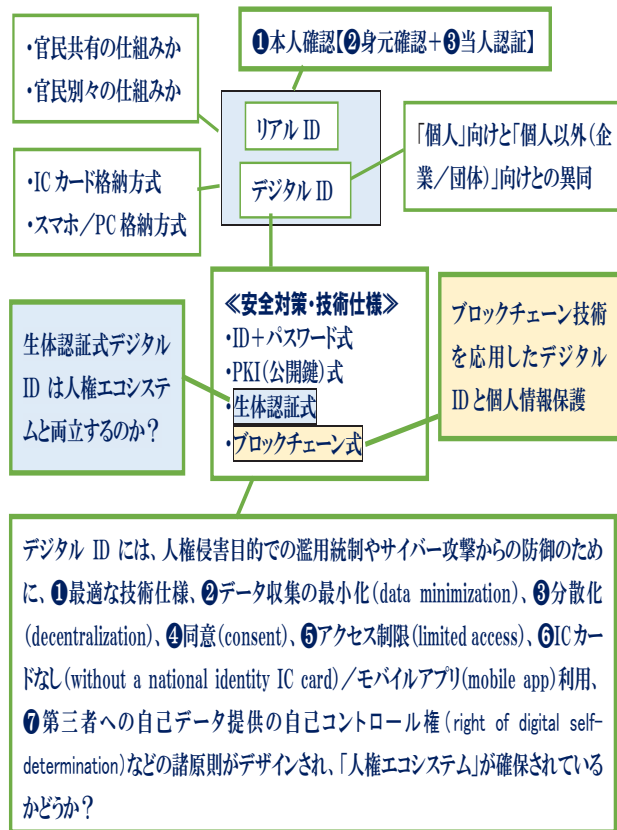 ・官民共有の仕組みか
・官民別々の仕組みか
❶本人確認【❷身元確認+❸当人認証】
リアル ID
デジタル ID
・IC カード格納方式
・スマホ/PC 格納方式
「個人」向けと「個人以外(企
業/団体)」向けとの異同
≪安全対策・技術仕様≫
・ID+パスワード式
・PKI(公開鍵)式
・生体認証式
・ブロックチェーン式
生体認証式デジタル
ID は人権エコシステ
ムと両立するのか？
ブロックチェーン技術
を応用したデジタル
IDと個人情報保護
デジタル ID には、人権侵害目的での濫用統制やサイバー攻撃からの防御のため
に、❶最適な技術仕様、❷データ収集の最小化(data minimization)、❸分散化
(decentralization)、❹同意(consent)、❺アクセス制限(limited access)、❻ICカー
ドなし(without a national identity IC card)/モバイルアプリ(mobile app)利用、
❼第三者への自己データ提供の自己コントロール権(right of digital self-
determination)などの諸原則がデザインされ、「人権エコシステム」が確保されている
かどうか？